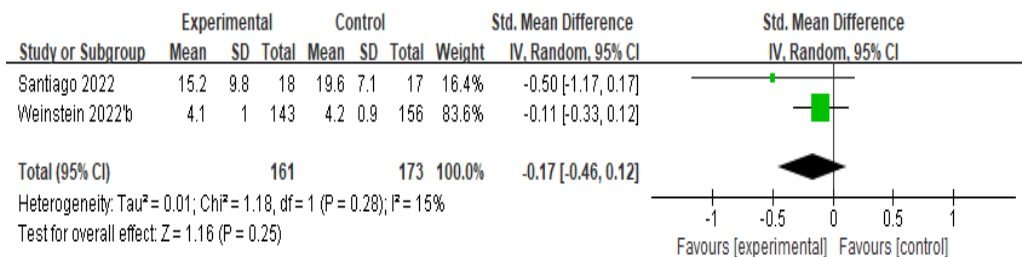 Experimental Control Std. Mean Difference Std. Mean Difference
Study or Subgroup Mean SD Total Mean SD Total Weight IV, Random, 95% CI IV, Random, 95% CI
Santiago 2022 15.2 9.8 18 19.6 7.1 17 16.4% -0.50 [-1.17, 0.17]
Weinstein 2022'b 4.1 1 143 4.2 0.9 156 83.6% -0.11 [-0.33, 0.12]
Total (95% CI) 161 173 100.0% -0.17 [-0.46, 0.12]
Heterogeneity: Tau² = 0.01; Chi² = 1.18, df = 1 (P = 0.28); I² = 15%
Test for overall effect: Z = 1.16 (P = 0.25)
-1 -0.5 0 0.5 1
Favours [experimental] Favours [control]